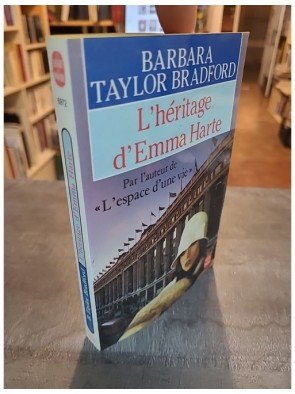 BARBARA
TAYLOR BRADFORD
L'héritage
d'Emma Harte
Par l'auteur de
« L'espace d'une vie »